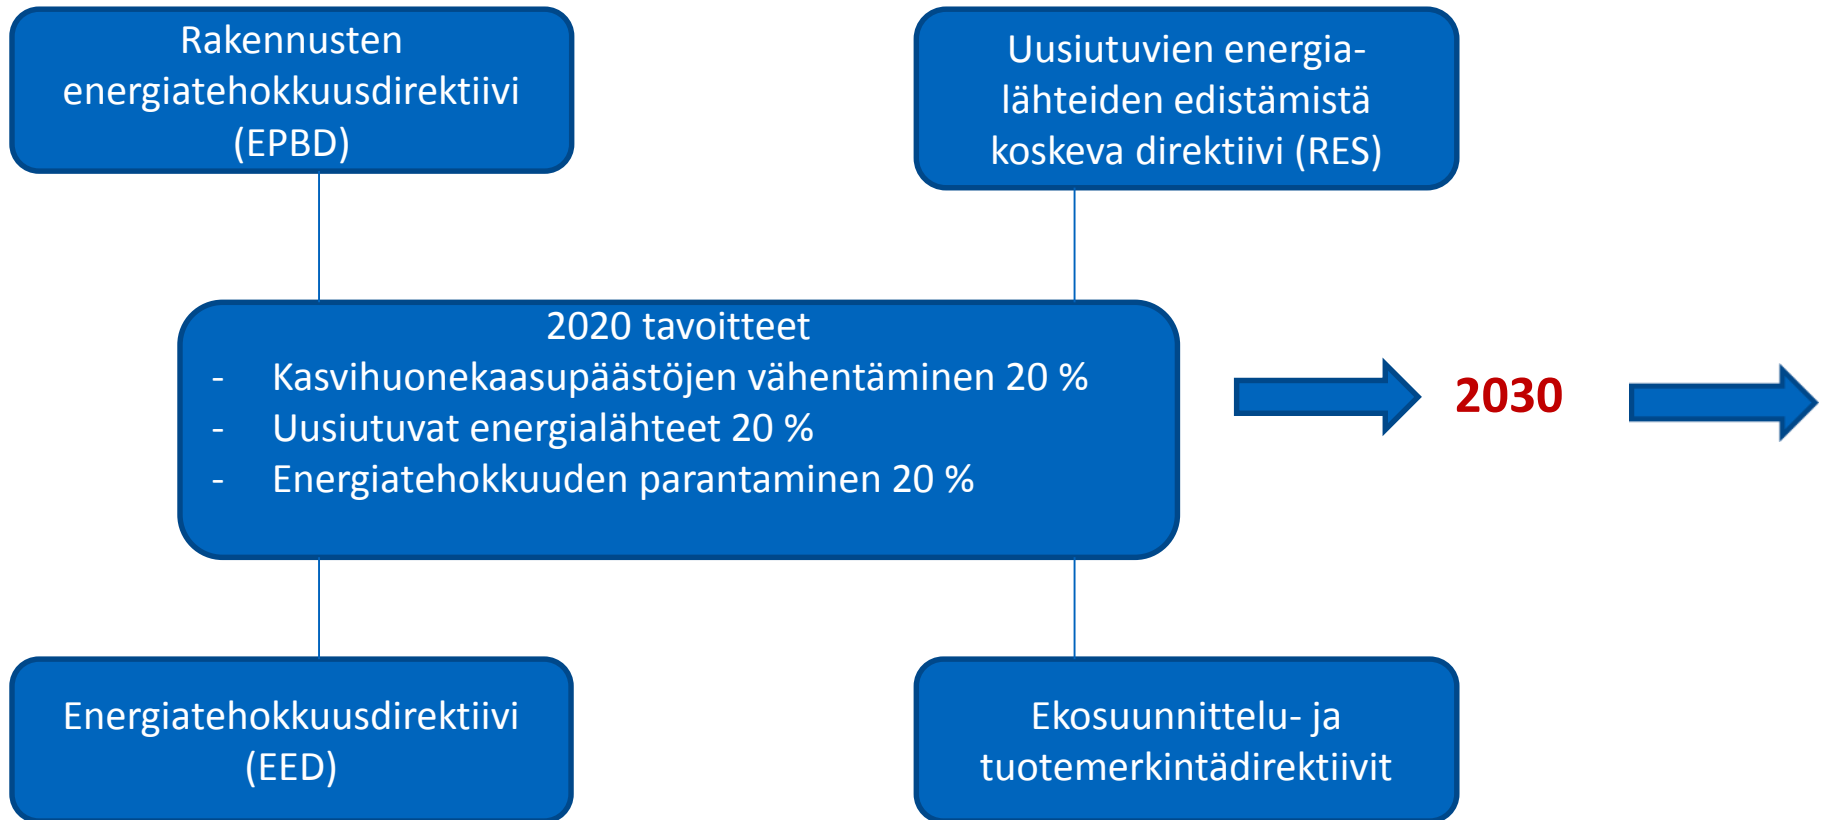 Rakennusten
energiatehokkuusdirektiivi
(EPBD)
Uusiutuvien energia-
lähteiden edistämistä
koskeva direktiivi (RES)
2020 tavoitteet
- Kasvihuonekaasupäästöjen vähentäminen 20 %
- Uusiutuvat energialähteet 20 %
- Energiatehokkuuden parantaminen 20 %
2030
Energiatehokkuusdirektiivi
(EED)
Ekosuunnittelu- ja
tuotemerkintädirektiivit